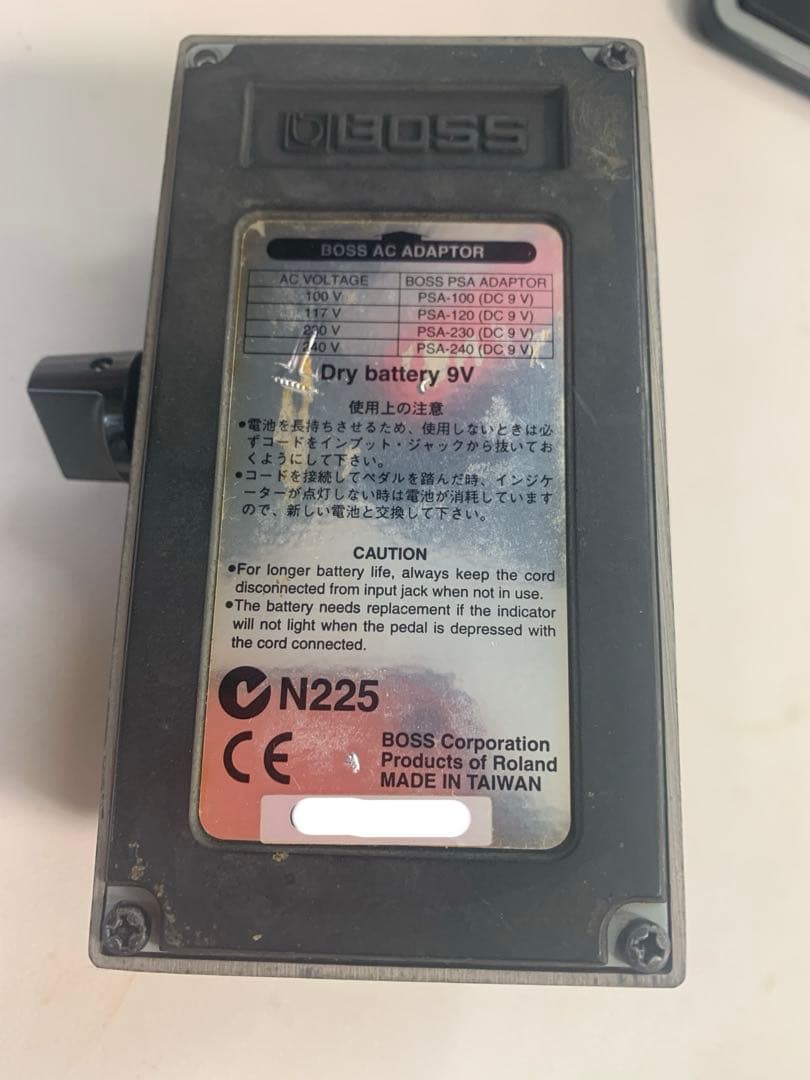 BOSS
BOSS AC ADAPTOR
AC VOLTAGE BOSS PSA ADAPTOR
100 V PSA-100 (DC 9 V)
117 V PSA-120 (DC 9 V)
230 V PSA-230 (DC 9 V)
240 V PSA-240 (DC 9 V)
Dry battery 9V
使用上の注意
●電池を長持ちさせるため、使用しないときは必
ずコードをインプット・ジャックから抜いてお
くようにして下さい。
●コードを接続してペダルを踏んだ時、インジケ
ーターが点灯しない時は電池が消耗しています
ので、新しい電池と交換して下さい。
CAUTION
●For longer battery life, always keep the cord
disconnected from input jack when not in use.
●The battery needs replacement if the indicator
will not light when the pedal is depressed with
the cord connected.
N225
CE
BOSS Corporation
Products of Roland
MADE IN TAIWAN